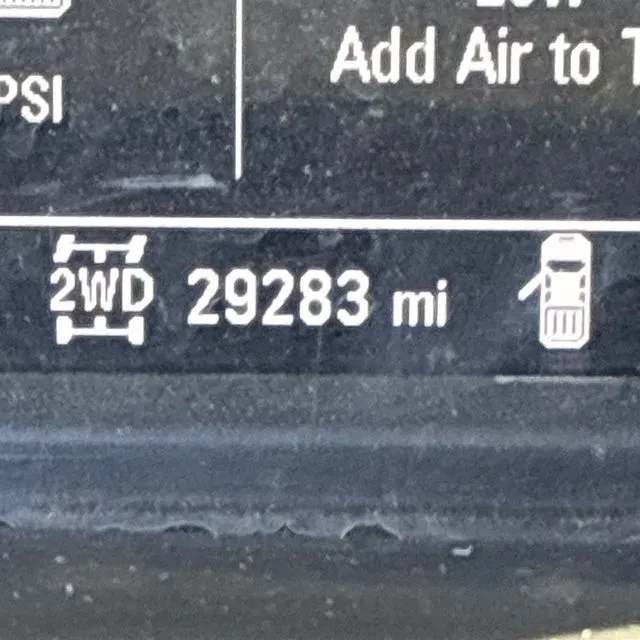 Add Air to
PSI
2WD 29283 mi